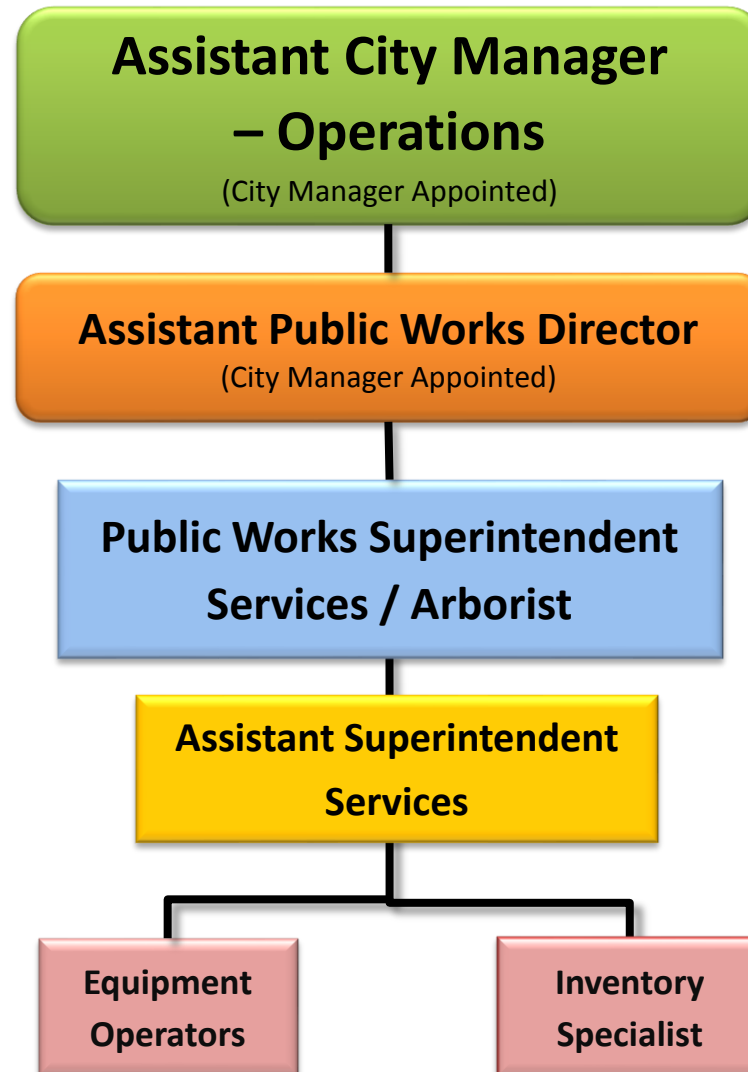 Assistant City Manager
– Operations
(City Manager Appointed)
Assistant Public Works Director
(City Manager Appointed)
Public Works Superintendent
Services / Arborist
Assistant Superintendent
Services
Equipment
Operators
Inventory
Specialist